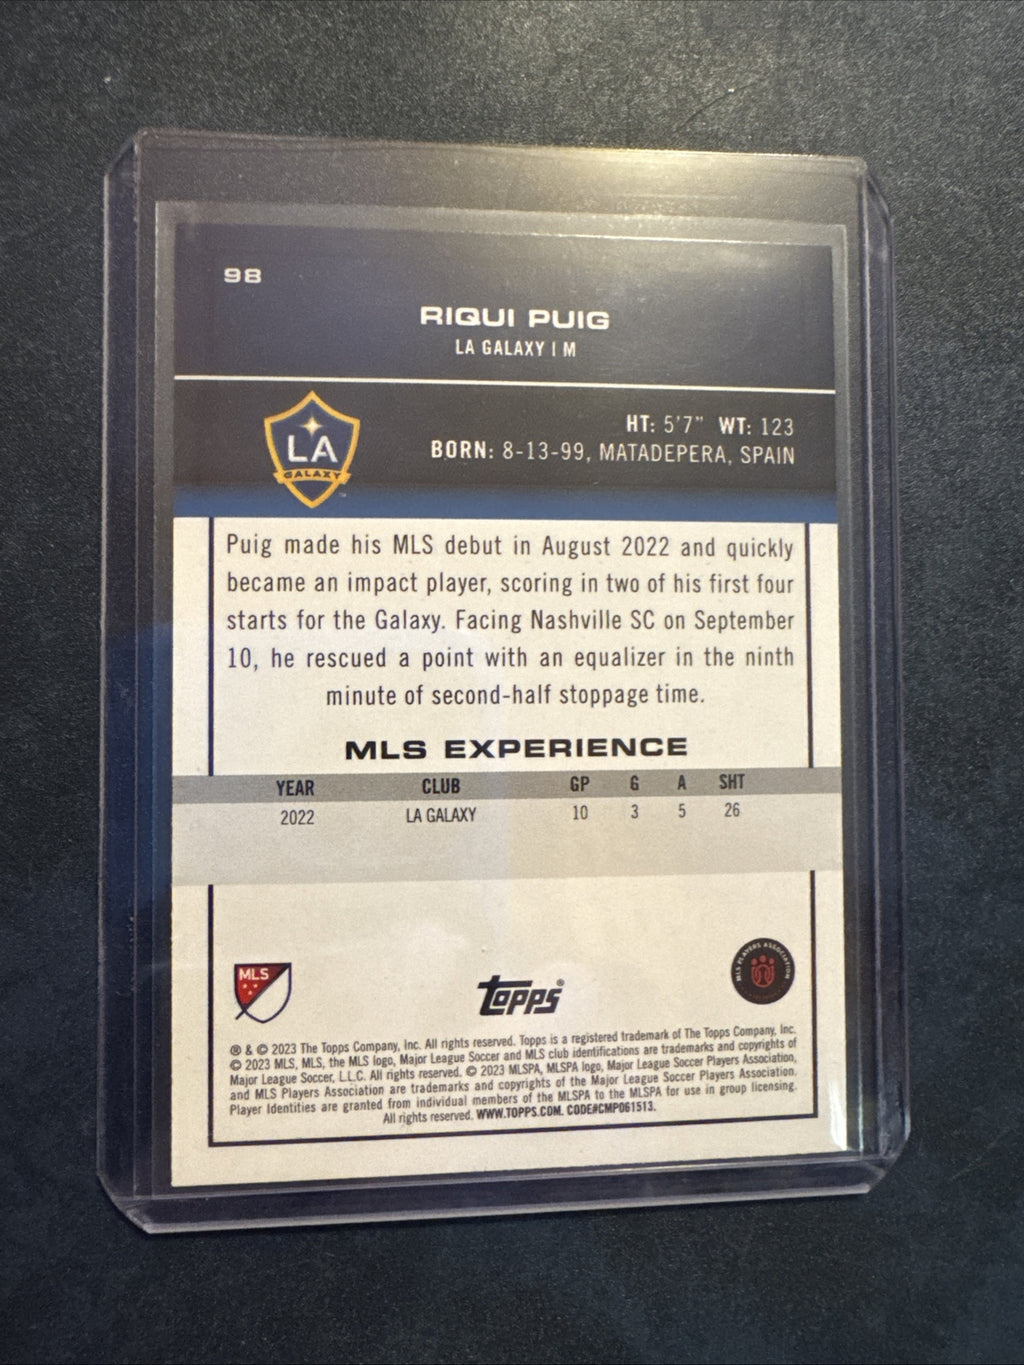 98
RIQUI PUIG
LA GALAXY | M
LA
GALAXY
™
HT: 5'7" WT: 123
BORN: 8-13-99, MATADEPERA, SPAIN
Puig made his MLS debut in August 2022 and quickly
became an impact player, scoring in two of his first four
starts for the Galaxy. Facing Nashville SC on September
10, he rescued a point with an equalizer in the ninth
minute of second-half stoppage time.
MLS EXPERIENCE
YEAR CLUB GP G A SHT
2022 LA GALAXY 10 3 5 26
MLS
topps®
MLS PLAYERS ASSOCIATION
® & © 2023 The Topps Company, Inc. All rights reserved. Topps is a registered trademark of The Topps Company, Inc.
© 2023 MLS, MLS, the MLS logo, Major League Soccer and MLS club identifications are trademarks and copyrights of
Major League Soccer, L.L.C. All rights reserved. © 2023 MLSPA, MLSPA logo, Major League Soccer Players Association,
and MLS Players Association are trademarks and copyrights of the Major League Soccer Players Association.
Player Identities are granted from individual members of the MLSPA to the MLSPA for use in group licensing.
All rights reserved. WWW.TOPPS.COM. CODE#CMP061513.